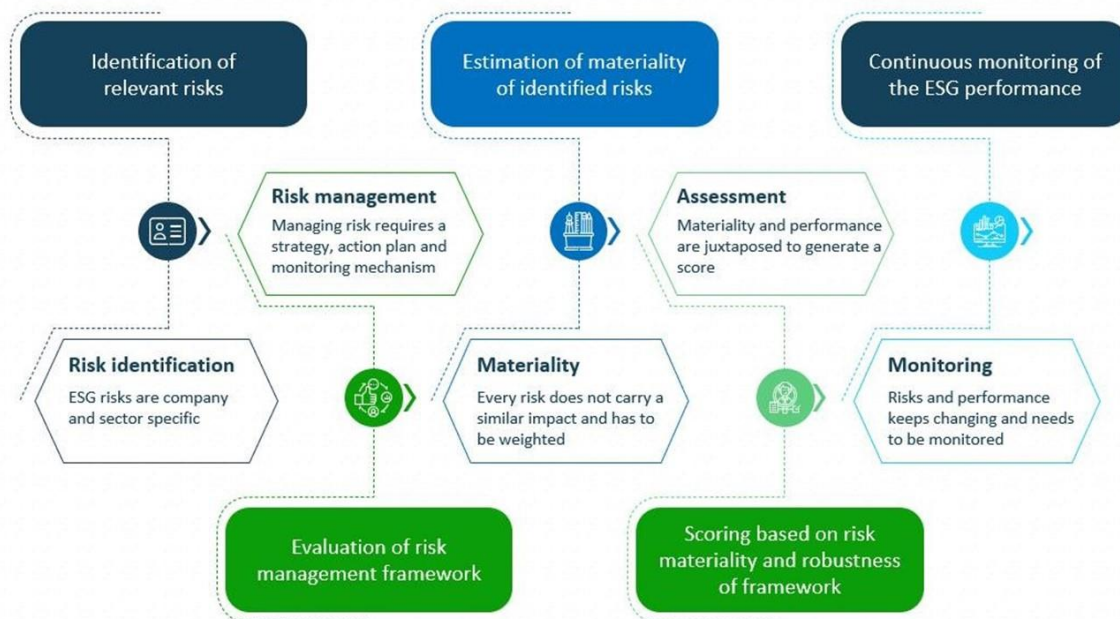 Identification of
relevant risks
Estimation of materiality
of identified risks
Continuous monitoring of
the ESG performance
Risk management
Managing risk requires a
strategy, action plan and
monitoring mechanism
Assessment
Materiality and performance
are juxtaposed to generate a
score
Risk identification
ESG risks are company
and sector specific
Materiality
Every risk does not carry a
similar impact and has to
be weighted
Monitoring
Risks and performance
keeps changing and needs
to be monitored
Evaluation of risk
management framework
Scoring based on risk
materiality and robustness
of framework